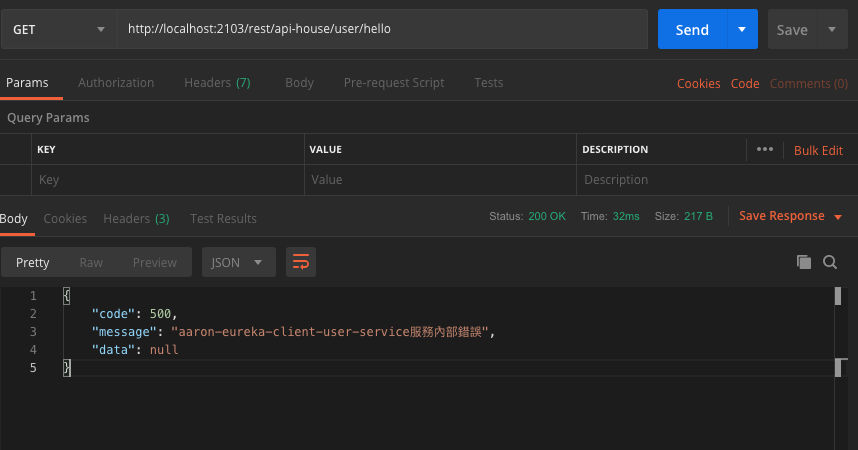 GET http://localhost:2103/rest/api-house/user/hello Send Save
Params Authorization Headers (7) Body Pre-request Script Tests Cookies Code Comments (0)
Query Params
KEY VALUE DESCRIPTION ••• Bulk Edit
Key Value Description
Body Cookies Headers (3) Test Results Status: 200 OK Time: 32ms Size: 217 B Save Response
Pretty Raw Preview JSON
1 {
2 "code": 500,
3 "message": "aaron-eureka-client-user-service服務內部錯誤",
4 "data": null
5 }